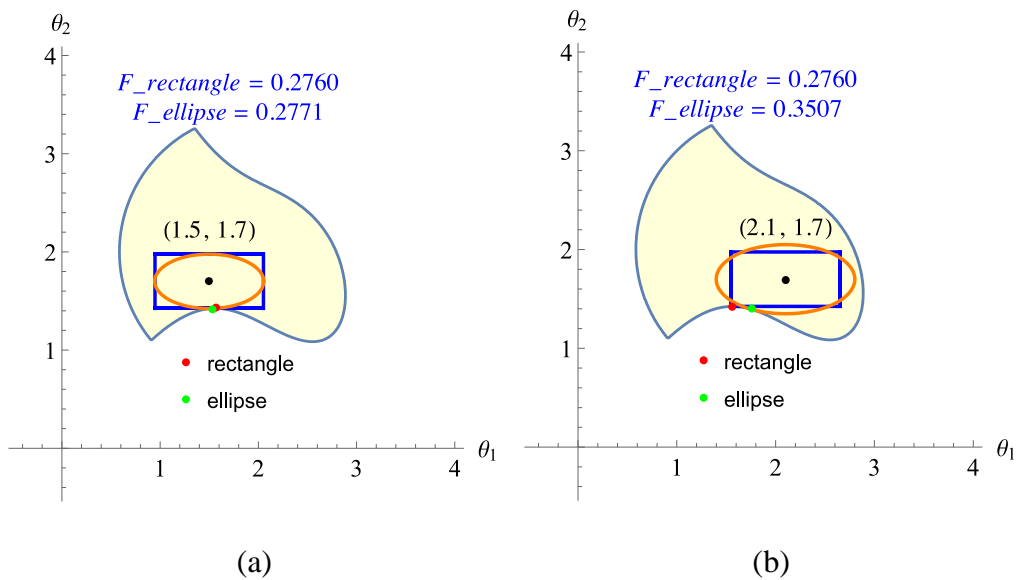 θ₂
4
F_rectangle = 0.2760
F_ellipse = 0.2771
3
(1.5, 1.7)
2
1
rectangle
ellipse
1
2
3
4
θ₁
(a)
θ₂
4
F_rectangle = 0.2760
F_ellipse = 0.3507
3
(2.1, 1.7)
2
1
rectangle
ellipse
1
2
3
4
θ₁
(b)